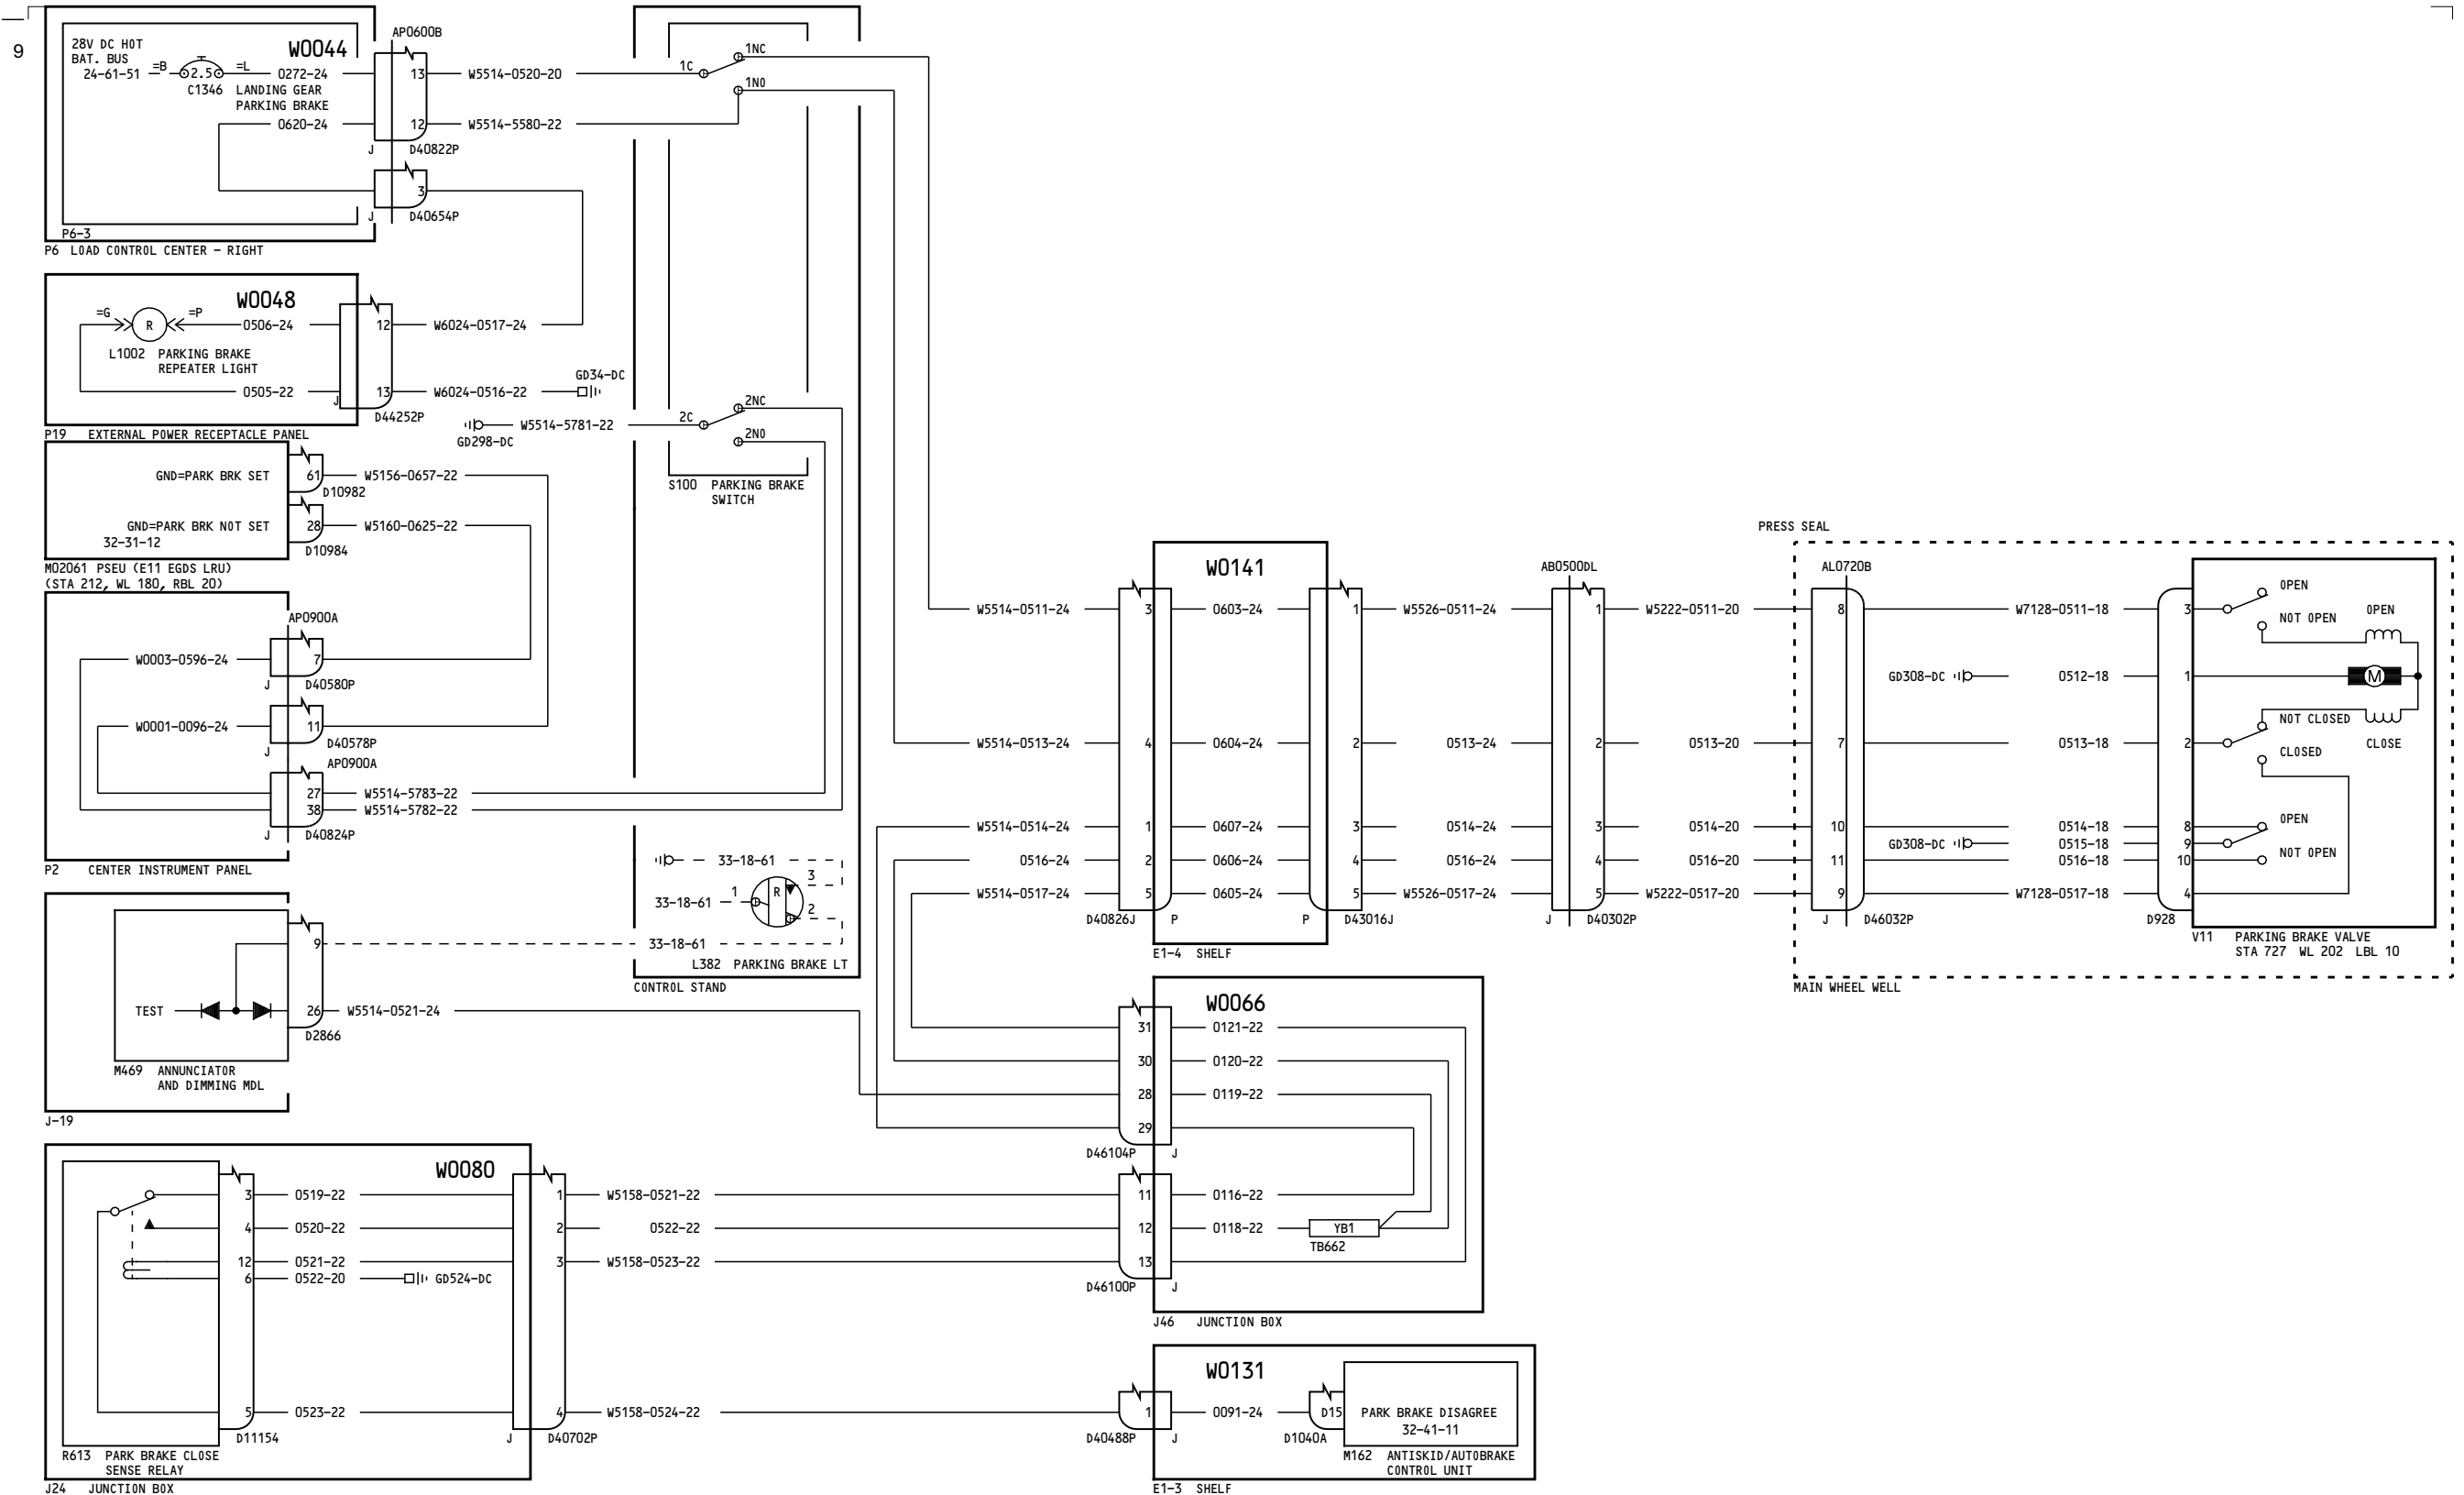 9
28V DC HOT
BAT. BUS
24-61-51
=B
2.5
=L
C1346 LANDING GEAR
PARKING BRAKE
W0044
0272-24
0620-24
AP0600B
13
12
J
D40822P
3
J
D40654P
W5514-0520-20
W5514-5580-22
P6-3
P6 LOAD CONTROL CENTER - RIGHT
W0048
=G
R
=P
0506-24
L1002 PARKING BRAKE
REPEATER LIGHT
0505-22
12
13
J
D44252P
W6024-0517-24
W6024-0516-22
GD34-DC
P19 EXTERNAL POWER RECEPTACLE PANEL
GD298-DC
W5514-5781-22
1C
1NC
1NO
2C
2NC
2NO
S100 PARKING BRAKE
SWITCH
GND=PARK BRK SET
61
D10982
W5156-0657-22
GND=PARK BRK NOT SET
32-31-12
28
D10984
W5160-0625-22
M02061 PSEU (E11 EGDS LRU)
(STA 212, WL 180, RBL 20)
AP0900A
W0003-0596-24
7
J
D40580P
W0001-0096-24
11
J
D40578P
AP0900A
27
38
J
D40824P
W5514-5783-22
W5514-5782-22
P2 CENTER INSTRUMENT PANEL
33-18-61
33-18-61
1
R
3
2
33-18-61
L382 PARKING BRAKE LT
CONTROL STAND
TEST
9
26
D2866
W5514-0521-24
M469 ANNUNCIATOR
AND DIMMING MDL
J-19
W0080
3
0519-22
1
W5158-0521-22
4
0520-22
2
0522-22
12
0521-22
3
W5158-0523-22
6
0522-20
GD524-DC
5
0523-22
4
W5158-0524-22
D11154
J
D40702P
R613 PARK BRAKE CLOSE
SENSE RELAY
J24 JUNCTION BOX
W0141
W5514-0511-24
3
0603-24
1
W5526-0511-24
W5514-0513-24
4
0604-24
2
0513-24
W5514-0514-24
1
0607-24
3
0514-24
0516-24
2
0606-24
4
0516-24
W5514-0517-24
5
0605-24
5
W5526-0517-24
D40826J
P
P
D43016J
E1-4 SHELF
AB0500DL
1
W5222-0511-20
2
0513-20
3
0514-20
4
0516-20
5
W5222-0517-20
J
D40302P
PRESS SEAL
AL0720B
8
W7128-0511-18
3
GD308-DC
0512-18
1
7
0513-18
2
10
0514-18
8
GD308-DC
0515-18
9
11
0516-18
10
9
W7128-0517-18
4
J
D46032P
D928
OPEN
NOT OPEN
OPEN
M
NOT CLOSED
CLOSED
CLOSE
OPEN
NOT OPEN
V11 PARKING BRAKE VALVE
STA 727 WL 202 LBL 10
MAIN WHEEL WELL
W0066
31
0121-22
30
0120-22
28
0119-22
29
D46104P
J
11
0116-22
12
0118-22
YB1
TB662
13
D46100P
J
J46 JUNCTION BOX
W0131
1
0091-24
D15
PARK BRAKE DISAGREE
32-41-11
D40488P
J
D1040A
M162 ANTISKID/AUTOBRAKE
CONTROL UNIT
E1-3 SHELF